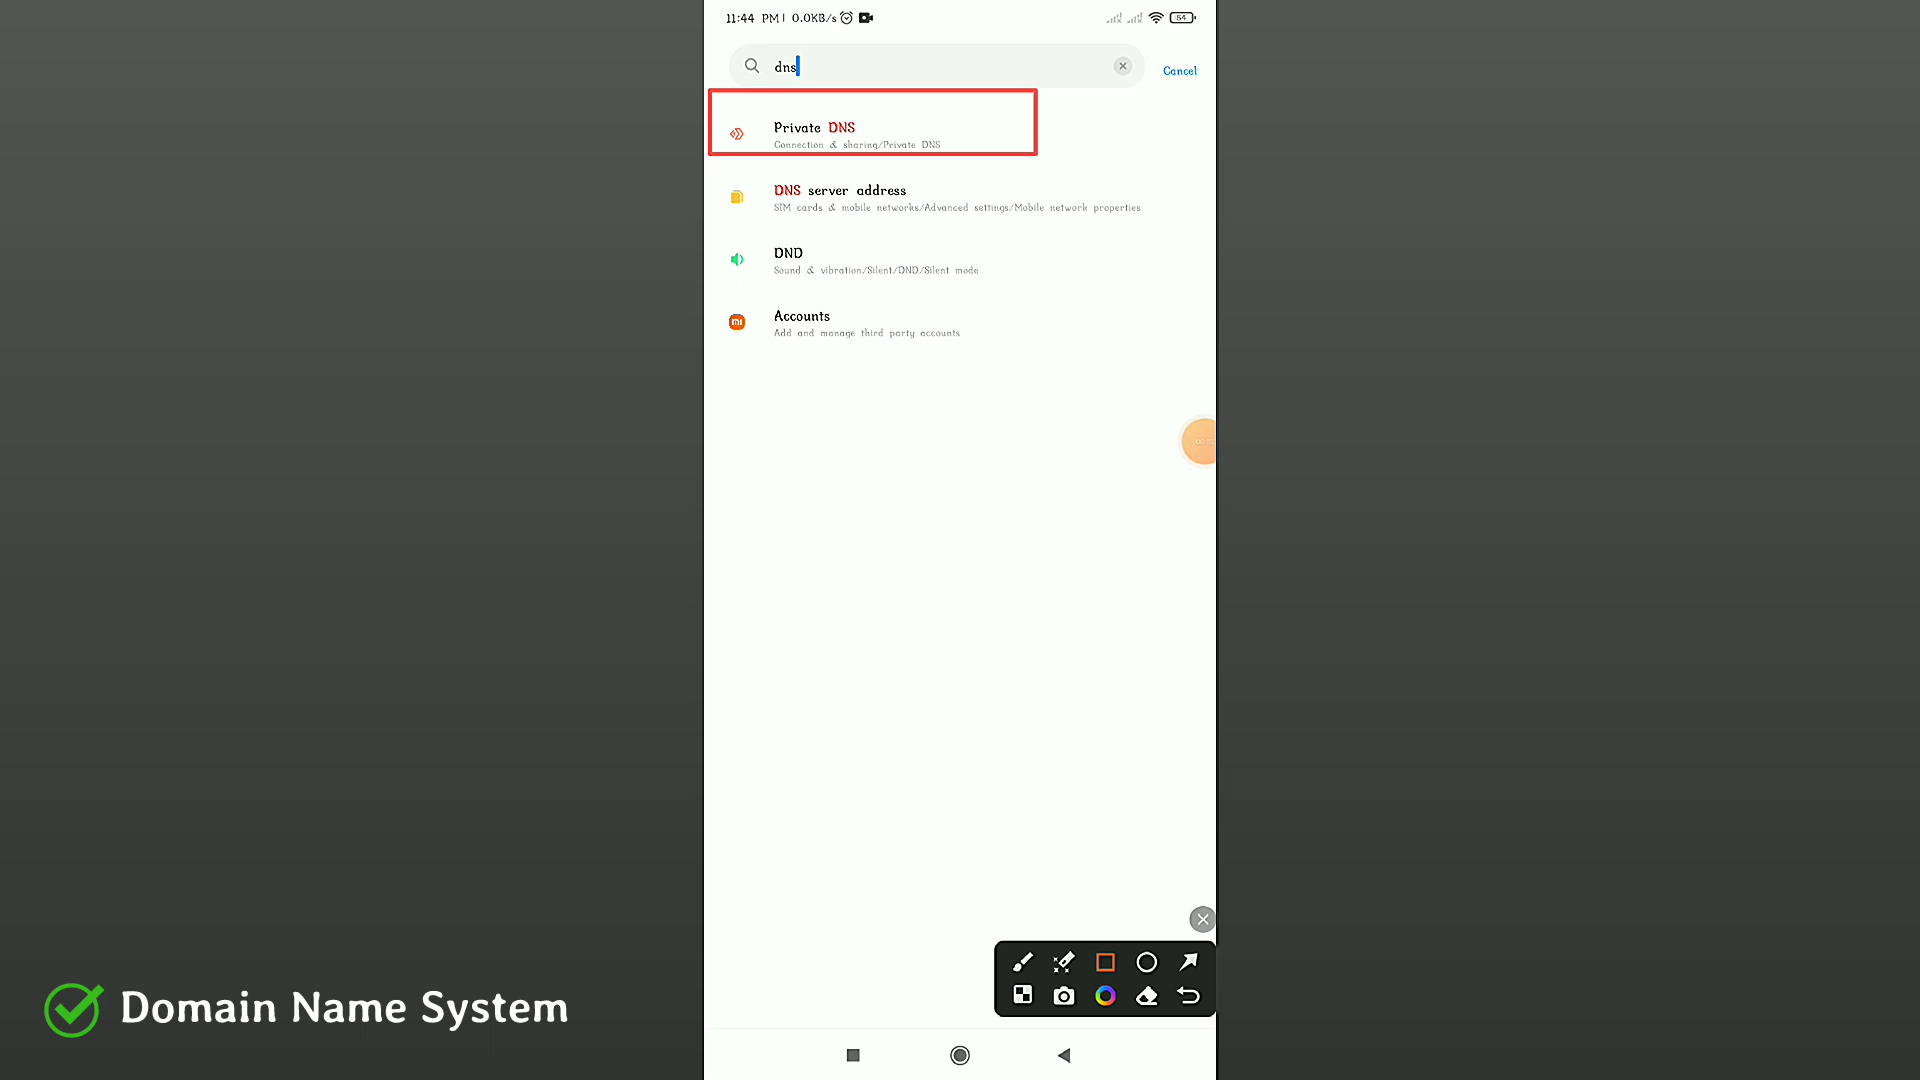 11:44 PM | 0.0KB/s
54
dns
Cancel
Private DNS
Connection & sharing/Private DNS
DNS server address
SIM cards & mobile networks/Advanced settings/Mobile network properties
DND
Sound & vibration/Silent/DND/Silent mode
mi
Accounts
Add and manage third party accounts
Domain Name System